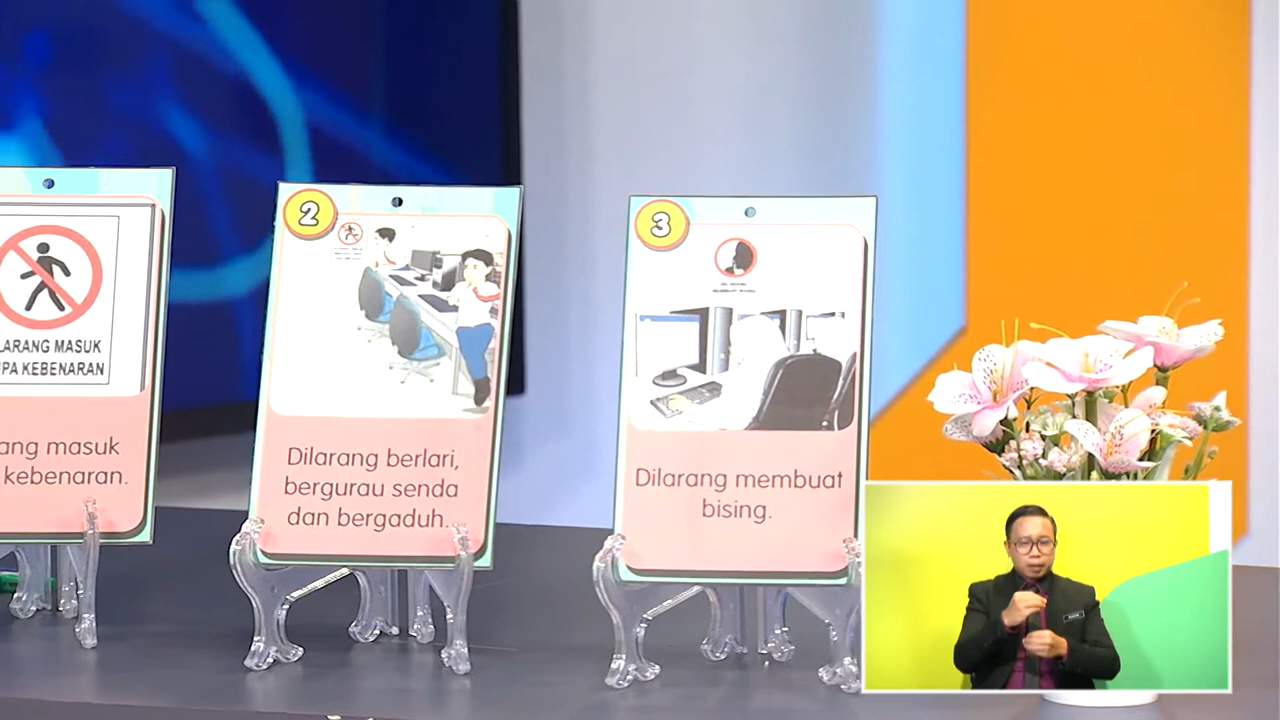 LARANG MASUK
PA KEBENARAN
ang masuk
kebenaran.
2
Dilarang berlari,
bergurau senda
dan bergaduh.
3
Dilarang membuat
bising.